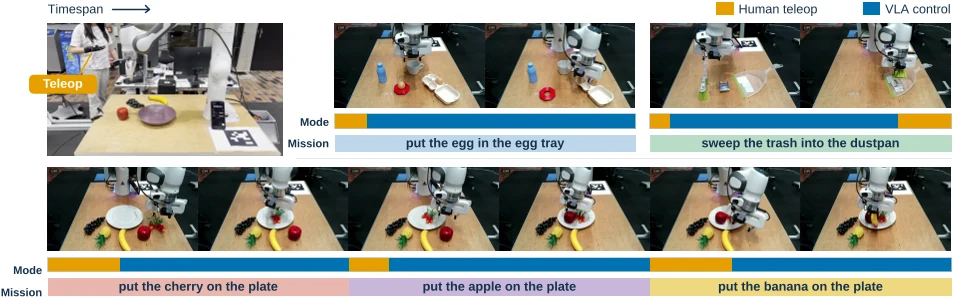 Timespan
Human teleop
VLA control
Teleop
Mode
Mission
put the egg in the egg tray
sweep the trash into the dustpan
Mode
Mission
put the cherry on the plate
put the apple on the plate
put the banana on the plate